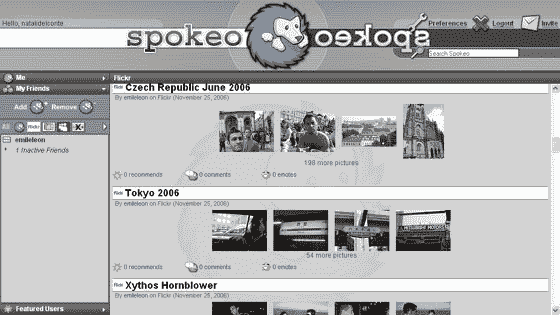 Hello, nataliedelconte
spokeo
spokeo
Preferences
Logout
Invite
Search Spokeo
Me
My Friends
Flickr
Add
Remove
All
flickr
emileleon
1 Inactive Friends
flickr Czech Republic June 2006
By emileleon on Flickr (November 25, 2006)
198 more pictures
0 recommends 0 comments 0 emotes
flickr Tokyo 2006
By emileleon on Flickr (November 25, 2006)
54 more pictures
0 recommends 0 comments 0 emotes
flickr Xythos Hornblower
By emileleon on Flickr (November 25, 2006)
Featured Users